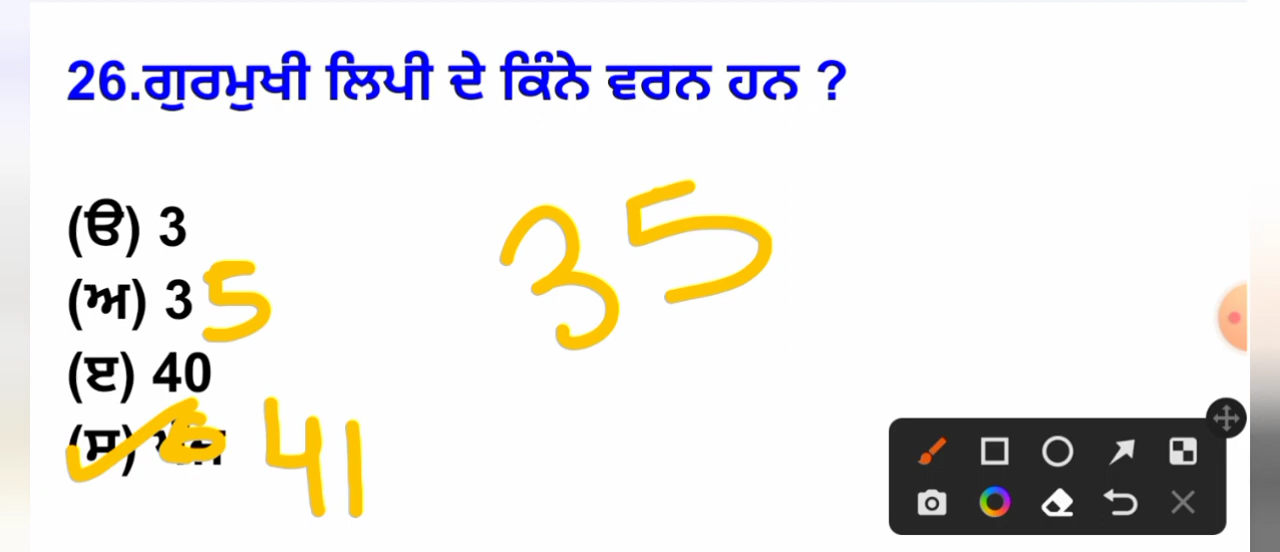 26.ਗੁਰਮੁਖੀ ਲਿਪੀ ਦੇ ਕਿੰਨੇ ਵਰਨ ਹਨ ?
35
(ੳ) 3
(ਅ) 35
(ੲ) 40
(ਸ) 41